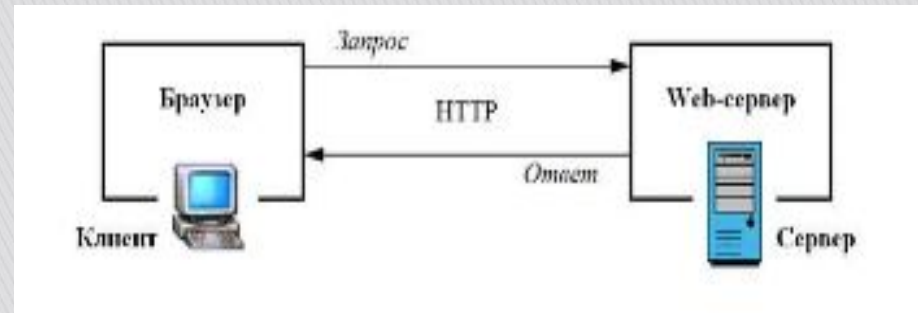 Запрос
Браузер
HTTP
Web-сервер
Ответ
Клиент
Сервер